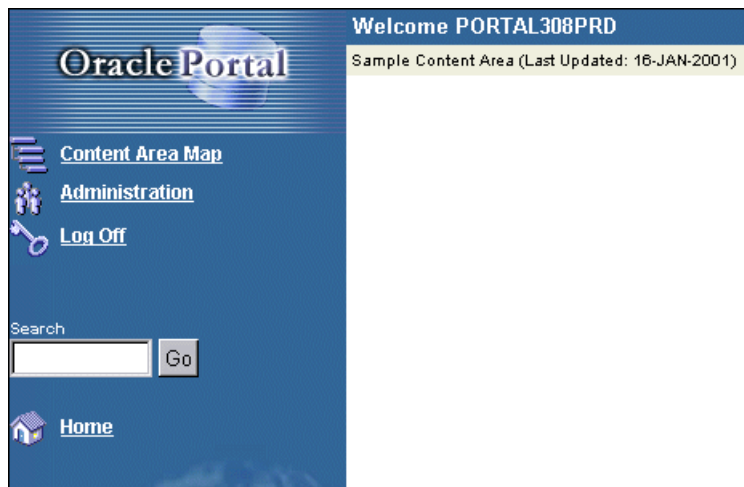 Oracle Portal
Content Area Map
Administration
Log Off
Search
Go
Home
Welcome PORTAL308PRD
Sample Content Area (Last Updated: 16-JAN-2001)